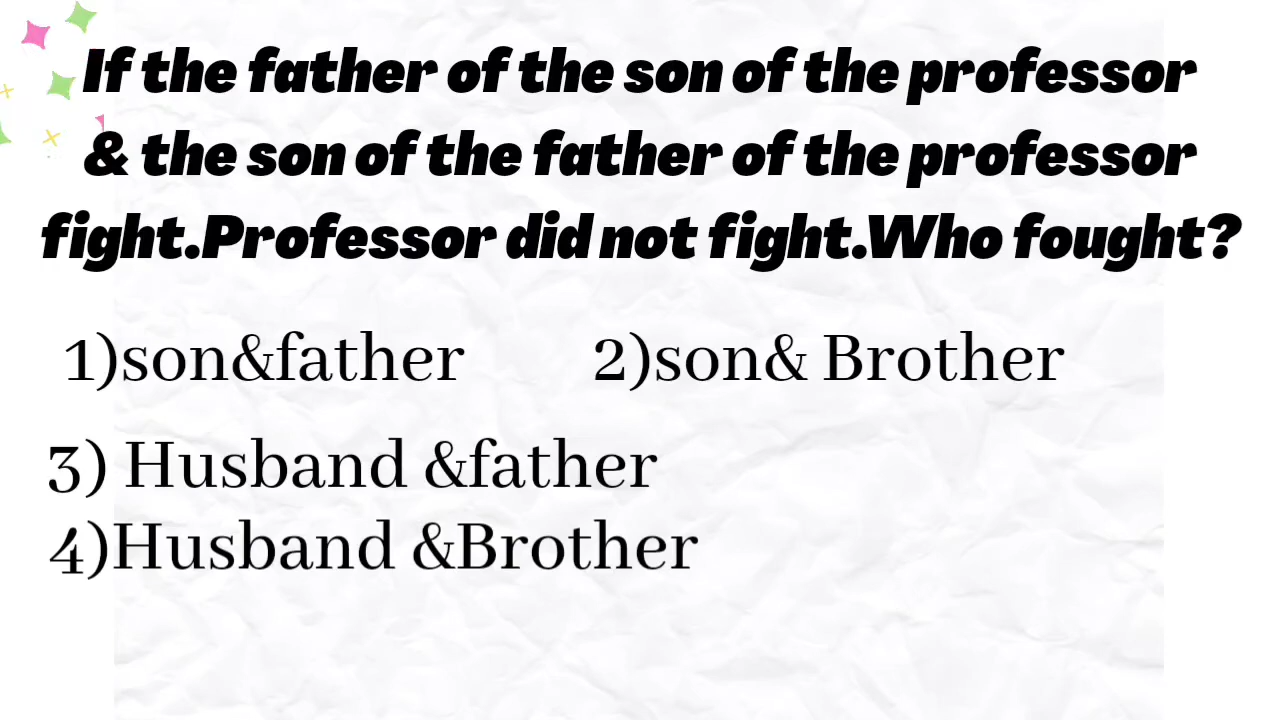 If the father of the son of the professor
& the son of the father of the professor
fight.Professor did not fight.Who fought?
1)son&father 2)son& Brother
3) Husband &father
4)Husband &Brother